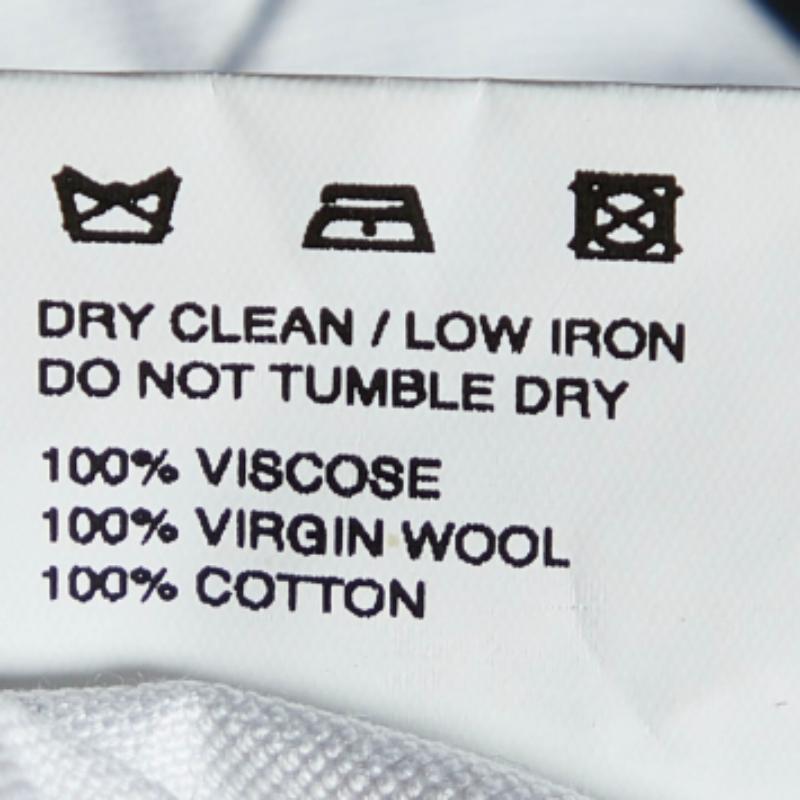 DRY CLEAN / LOW IRON
DO NOT TUMBLE DRY
100% VISCOSE
100% VIRGIN WOOL
100% COTTON